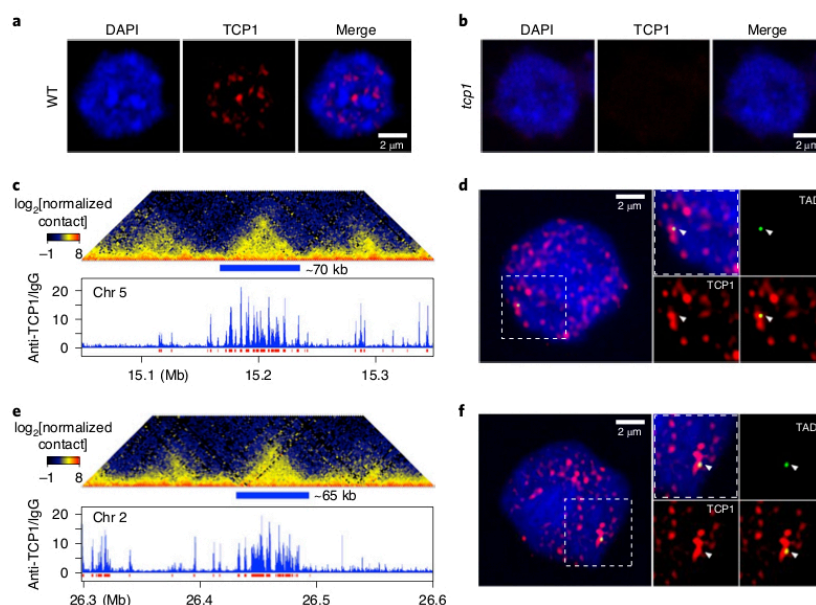 a
DAPI TCP1 Merge
WT
2 μm
b
DAPI TCP1 Merge
tcp1
2 μm
c
log2[normalized
contact]
−1 8
~70 kb
Anti-TCP1/IgG
20
10
0
Chr 5
15.1 (Mb) 15.2 15.3
d
2 μm
TAD
TCP1
e
log2[normalized
contact]
−1 8
~65 kb
Anti-TCP1/IgG
20
10
0
Chr 2
26.3 (Mb) 26.4 26.5 26.6
f
2 μm
TAD
TCP1